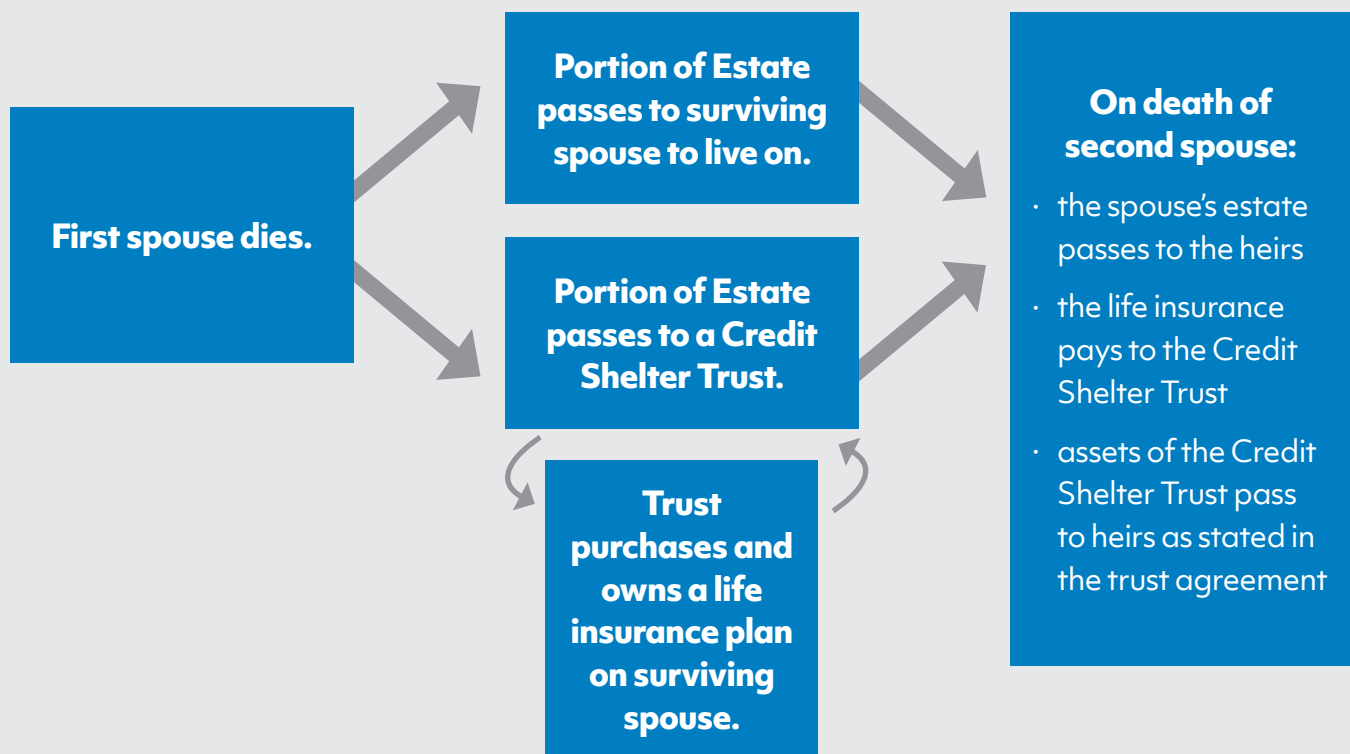 First spouse dies.
Portion of Estate
passes to surviving
spouse to live on.
Portion of Estate
passes to a Credit
Shelter Trust.
Trust
purchases and
owns a life
insurance plan
on surviving
spouse.
On death of
second spouse:
· the spouse’s estate
passes to the heirs
· the life insurance
pays to the Credit
Shelter Trust
· assets of the Credit
Shelter Trust pass
to heirs as stated in
the trust agreement